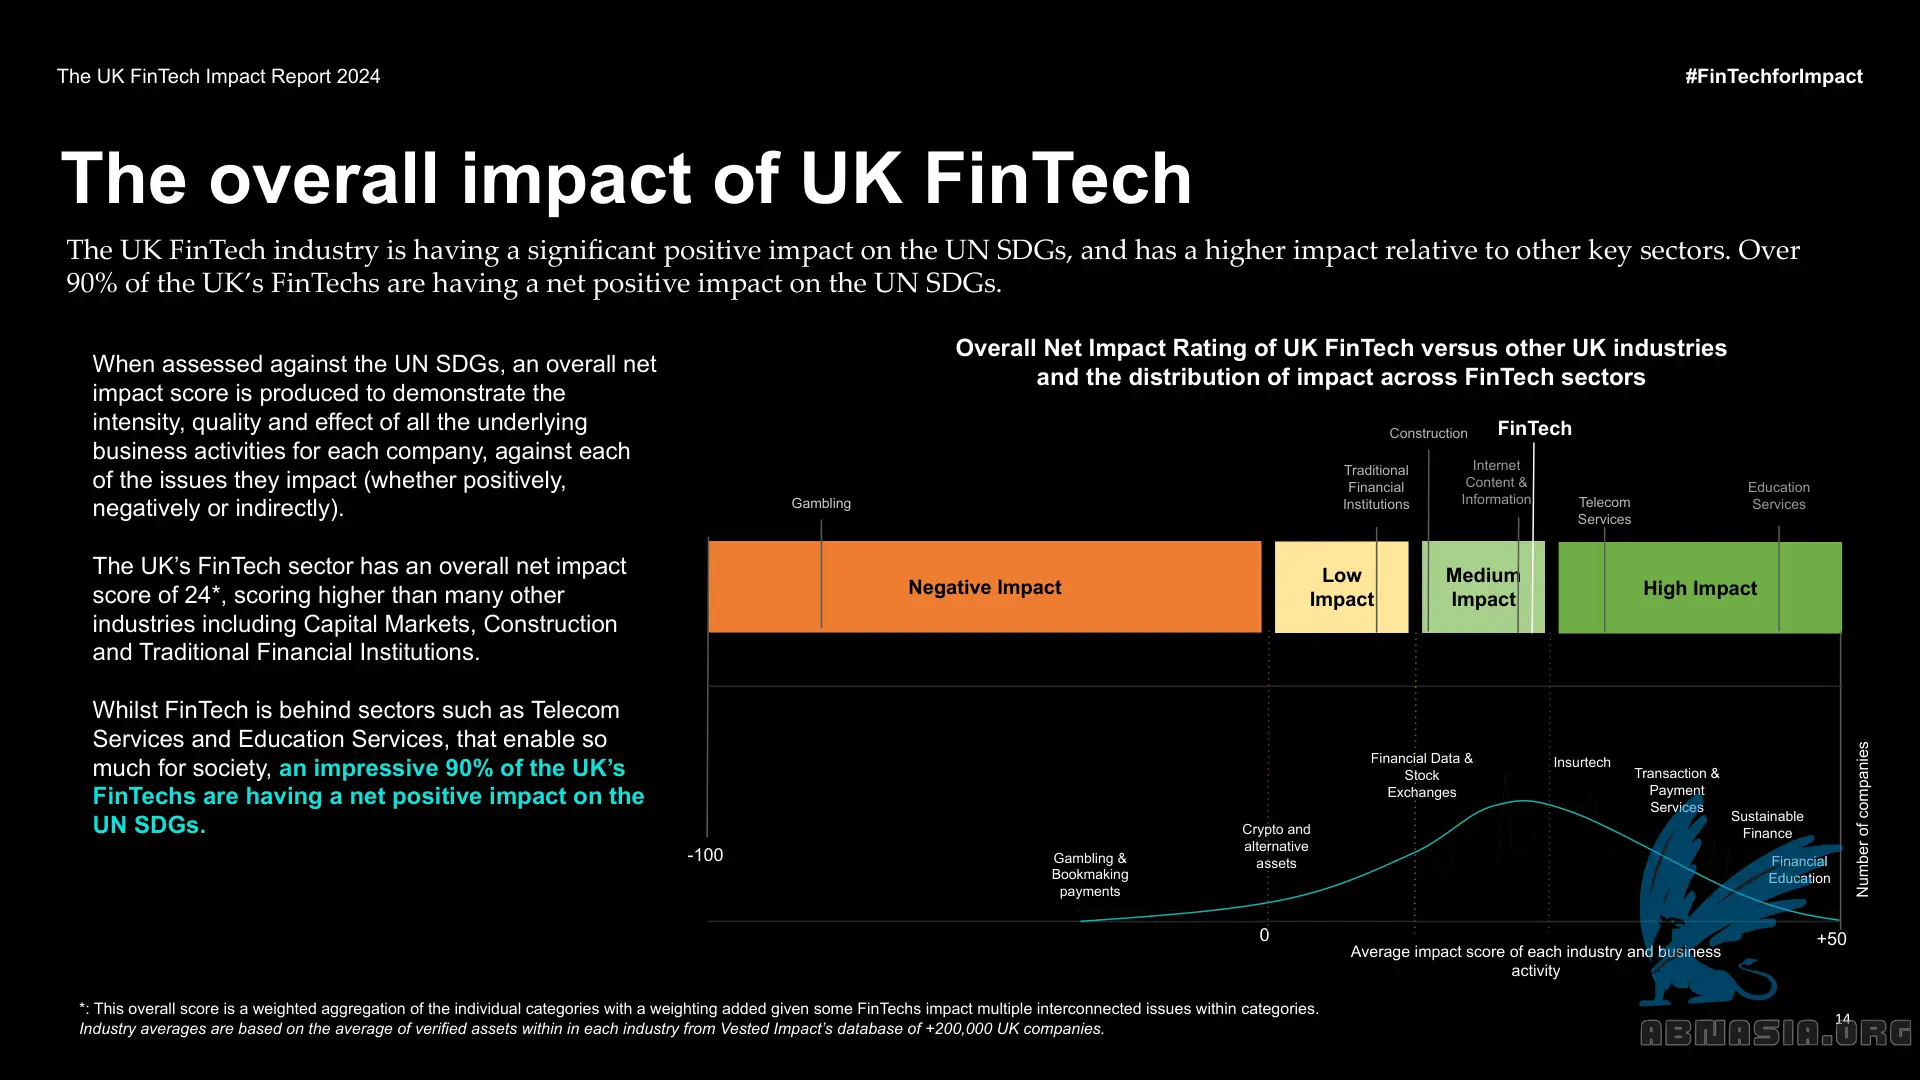 The UK FinTech Impact Report 2024
#FinTechforImpact
The overall impact of UK FinTech
The UK FinTech industry is having a significant positive impact on the UN SDGs, and has a higher impact relative to other key sectors. Over
90% of the UK’s FinTechs are having a net positive impact on the UN SDGs.
When assessed against the UN SDGs, an overall net
impact score is produced to demonstrate the
intensity, quality and effect of all the underlying
business activities for each company, against each
of the issues they impact (whether positively,
negatively or indirectly).
The UK’s FinTech sector has an overall net impact
score of 24*, scoring higher than many other
industries including Capital Markets, Construction
and Traditional Financial Institutions.
Whilst FinTech is behind sectors such as Telecom
Services and Education Services, that enable so
much for society, an impressive 90% of the UK’s
FinTechs are having a net positive impact on the
UN SDGs.
Overall Net Impact Rating of UK FinTech versus other UK industries
and the distribution of impact across FinTech sectors
Gambling
Traditional
Financial
Institutions
Construction
Internet
Content &
Information
FinTech
Telecom
Services
Education
Services
Negative Impact
Low
Impact
Medium
Impact
High Impact
Gambling &
Bookmaking
payments
Crypto and
alternative
assets
Financial Data &
Stock
Exchanges
Insurtech
Transaction &
Payment
Services
Sustainable
Finance
Financial
Education
Number of companies
-100
0
+50
Average impact score of each industry and business
activity
*: This overall score is a weighted aggregation of the individual categories with a weighting added given some FinTechs impact multiple interconnected issues within categories.
Industry averages are based on the average of verified assets within in each industry from Vested Impact’s database of +200,000 UK companies.
14
ABNASIA.ORG